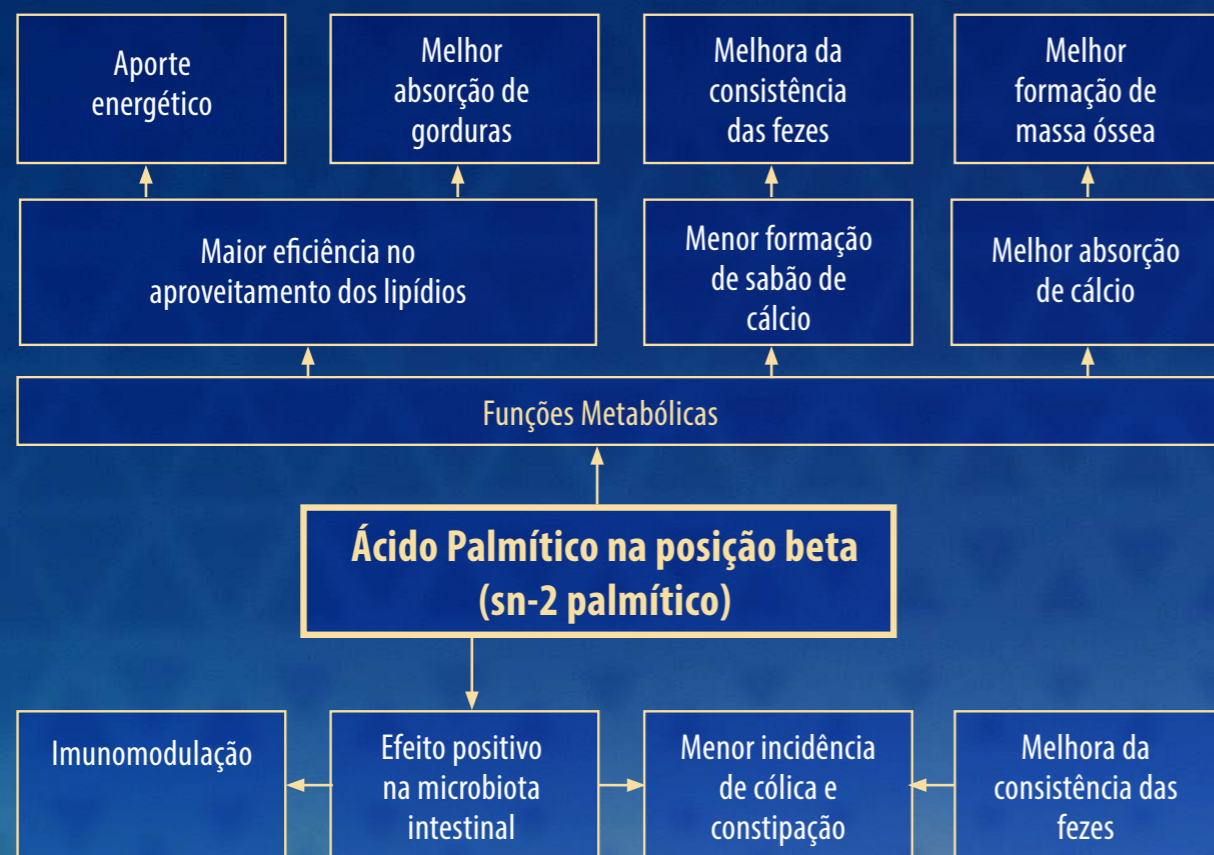 Aporte
energético
Melhor
absorção de
gorduras
Melhora da
consistência
das fezes
Melhor
formação de
massa óssea
Maior eficiência no
aproveitamento dos lipídios
Menor formação
de sabão de
cálcio
Melhor absorção
de cálcio
Funções Metabólicas
Ácido Palmítico na posição beta
(sn-2 palmítico)
Imunomodulação
Efeito positivo
na microbiota
intestinal
Menor incidência
de cólica e
constipação
Melhora da
consistência das
fezes